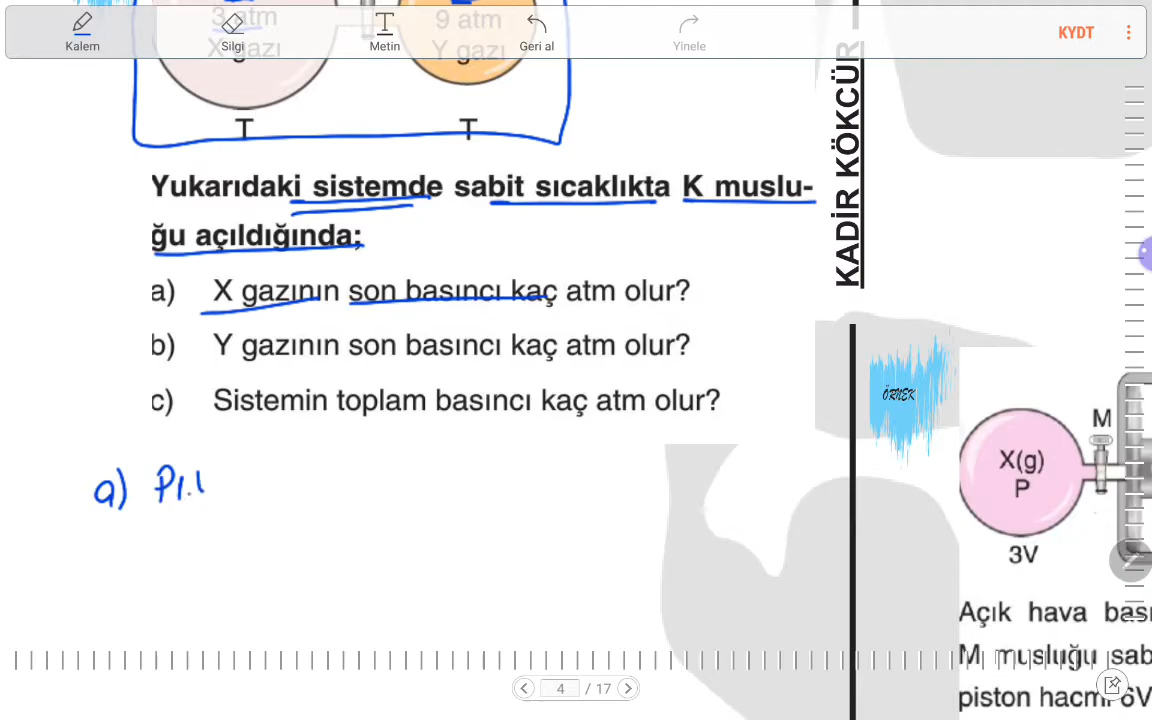 3 atm
X gazı
9 atm
Y gazı
Kalem
Silgi
Metin
Geri al
Yinele
KYDT
T
T
Yukarıdaki sistemde sabit sıcaklıkta K muslu-
ğu açıldığında;
a) X gazının son basıncı kaç atm olur?
b) Y gazının son basıncı kaç atm olur?
c) Sistemin toplam basıncı kaç atm olur?
a) P1.
KADİR KÖKCÜ
ÖRNEK
M
X(g)
P
3V
Açık hava bas
M musluğu sab
piston hacmi 6V
4 / 17